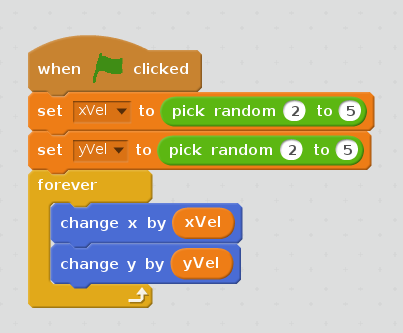 when clicked
set xVel to pick random 2 to 5
set yVel to pick random 2 to 5
forever
change x by xVel
change y by yVel